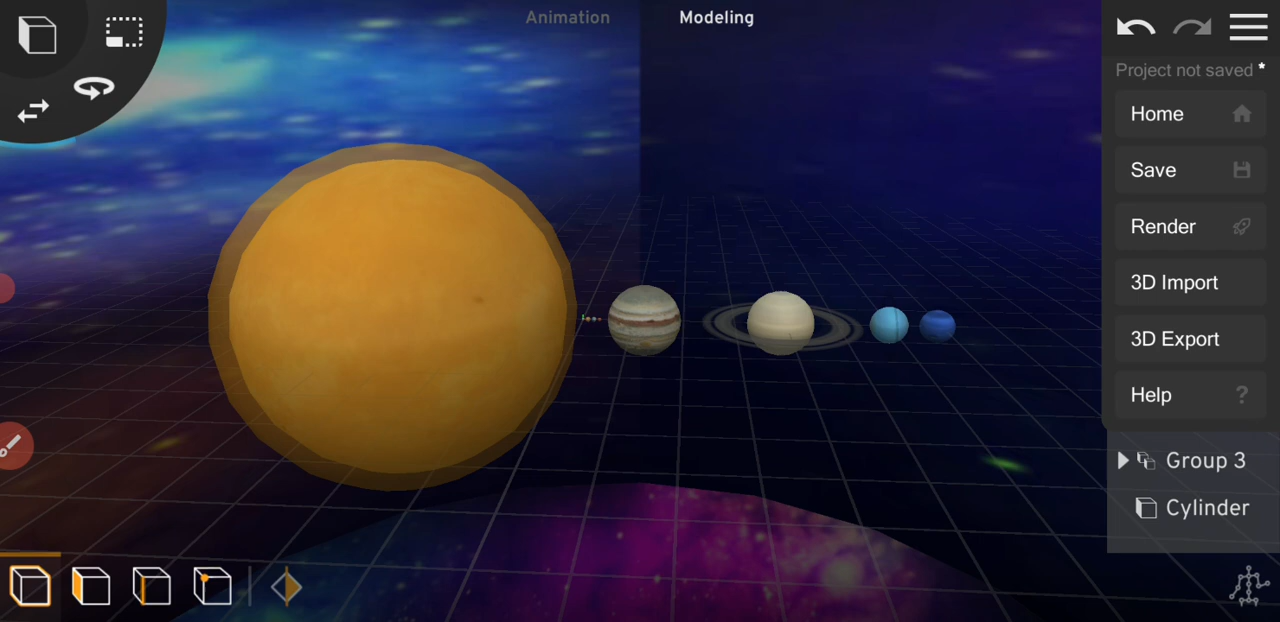 Animation
Modeling
Project not saved *
Home
Save
Render
3D Import
3D Export
Help ?
Group 3
Cylinder